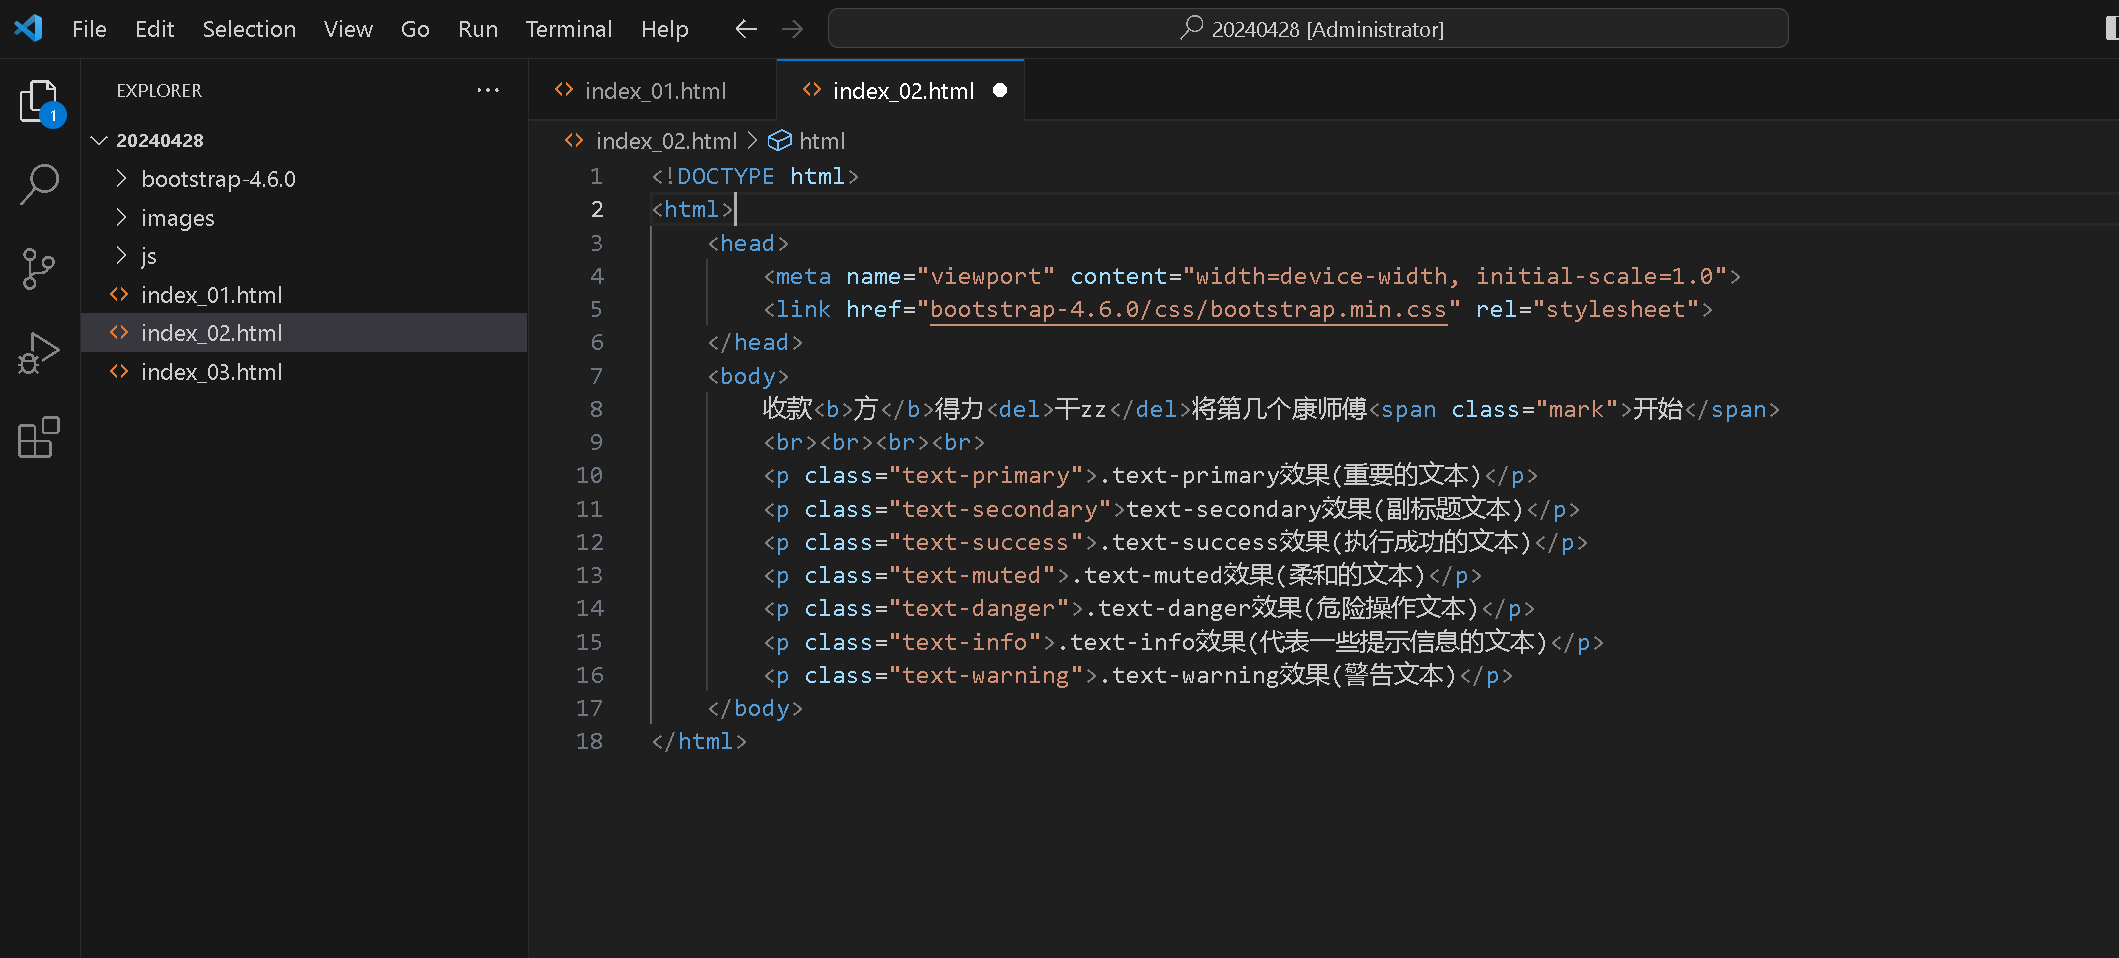 File Edit Selection View Go Run Terminal Help
20240428 [Administrator]
1
EXPLORER
20240428
bootstrap-4.6.0
images
js
index_01.html
index_02.html
index_03.html
index_01.html
index_02.html
index_02.html > html
1 <!DOCTYPE html>
2 <html>
3 <head>
4 <meta name="viewport" content="width=device-width, initial-scale=1.0">
5 <link href="bootstrap-4.6.0/css/bootstrap.min.css" rel="stylesheet">
6 </head>
7 <body>
8 收款<b>方</b>得力<del>干zz</del>将第几个康师傅<span class="mark">开始</span>
9 <br><br><br><br>
10 <p class="text-primary">.text-primary效果(重要的文本)</p>
11 <p class="text-secondary">text-secondary效果(副标题文本)</p>
12 <p class="text-success">.text-success效果(执行成功的文本)</p>
13 <p class="text-muted">.text-muted效果(柔和的文本)</p>
14 <p class="text-danger">.text-danger效果(危险操作文本)</p>
15 <p class="text-info">.text-info效果(代表一些提示信息的文本)</p>
16 <p class="text-warning">.text-warning效果(警告文本)</p>
17 </body>
18 </html>